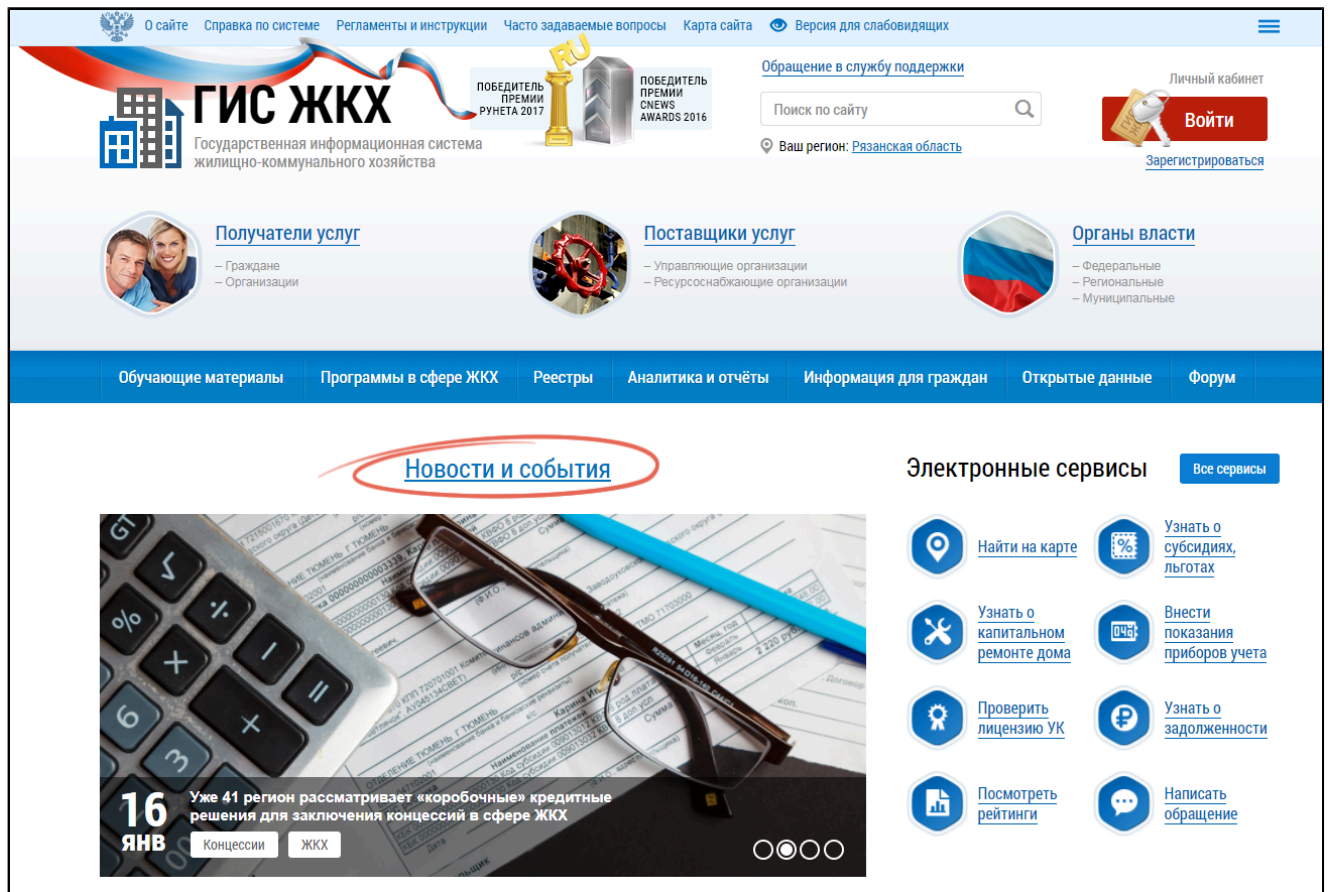 О сайте Справка по системе Регламенты и инструкции Часто задаваемые вопросы Карта сайта Версия для слабовидящих
RU
ПОБЕДИТЕЛЬ
ПРЕМИИ
РУНЕТА 2017
ПОБЕДИТЕЛЬ
ПРЕМИИ
CNEWS
AWARDS 2016
ГИС ЖКХ
Государственная информационная система
жилищно-коммунального хозяйства
Обращение в службу поддержки
Поиск по сайту
Ваш регион: Рязанская область
Личный кабинет
Войти
Зарегистрироваться
Получатели услуг
– Граждане
– Организации
Поставщики услуг
– Управляющие организации
– Ресурсоснабжающие организации
Органы власти
– Федеральные
– Региональные
– Муниципальные
Обучающие материалы Программы в сфере ЖКХ Реестры Аналитика и отчёты Информация для граждан Открытые данные Форум
Новости и события
16
ЯНВ
Уже 41 регион рассматривает «коробочные» кредитные
решения для заключения концессий в сфере ЖКХ
Концессии ЖКХ
Электронные сервисы
Все сервисы
Найти на карте
Узнать о
субсидиях,
льготах
Узнать о
капитальном
ремонте дома
Внести
показания
приборов учета
Проверить
лицензию УК
Узнать о
задолженности
Посмотреть
рейтинги
Написать
обращение